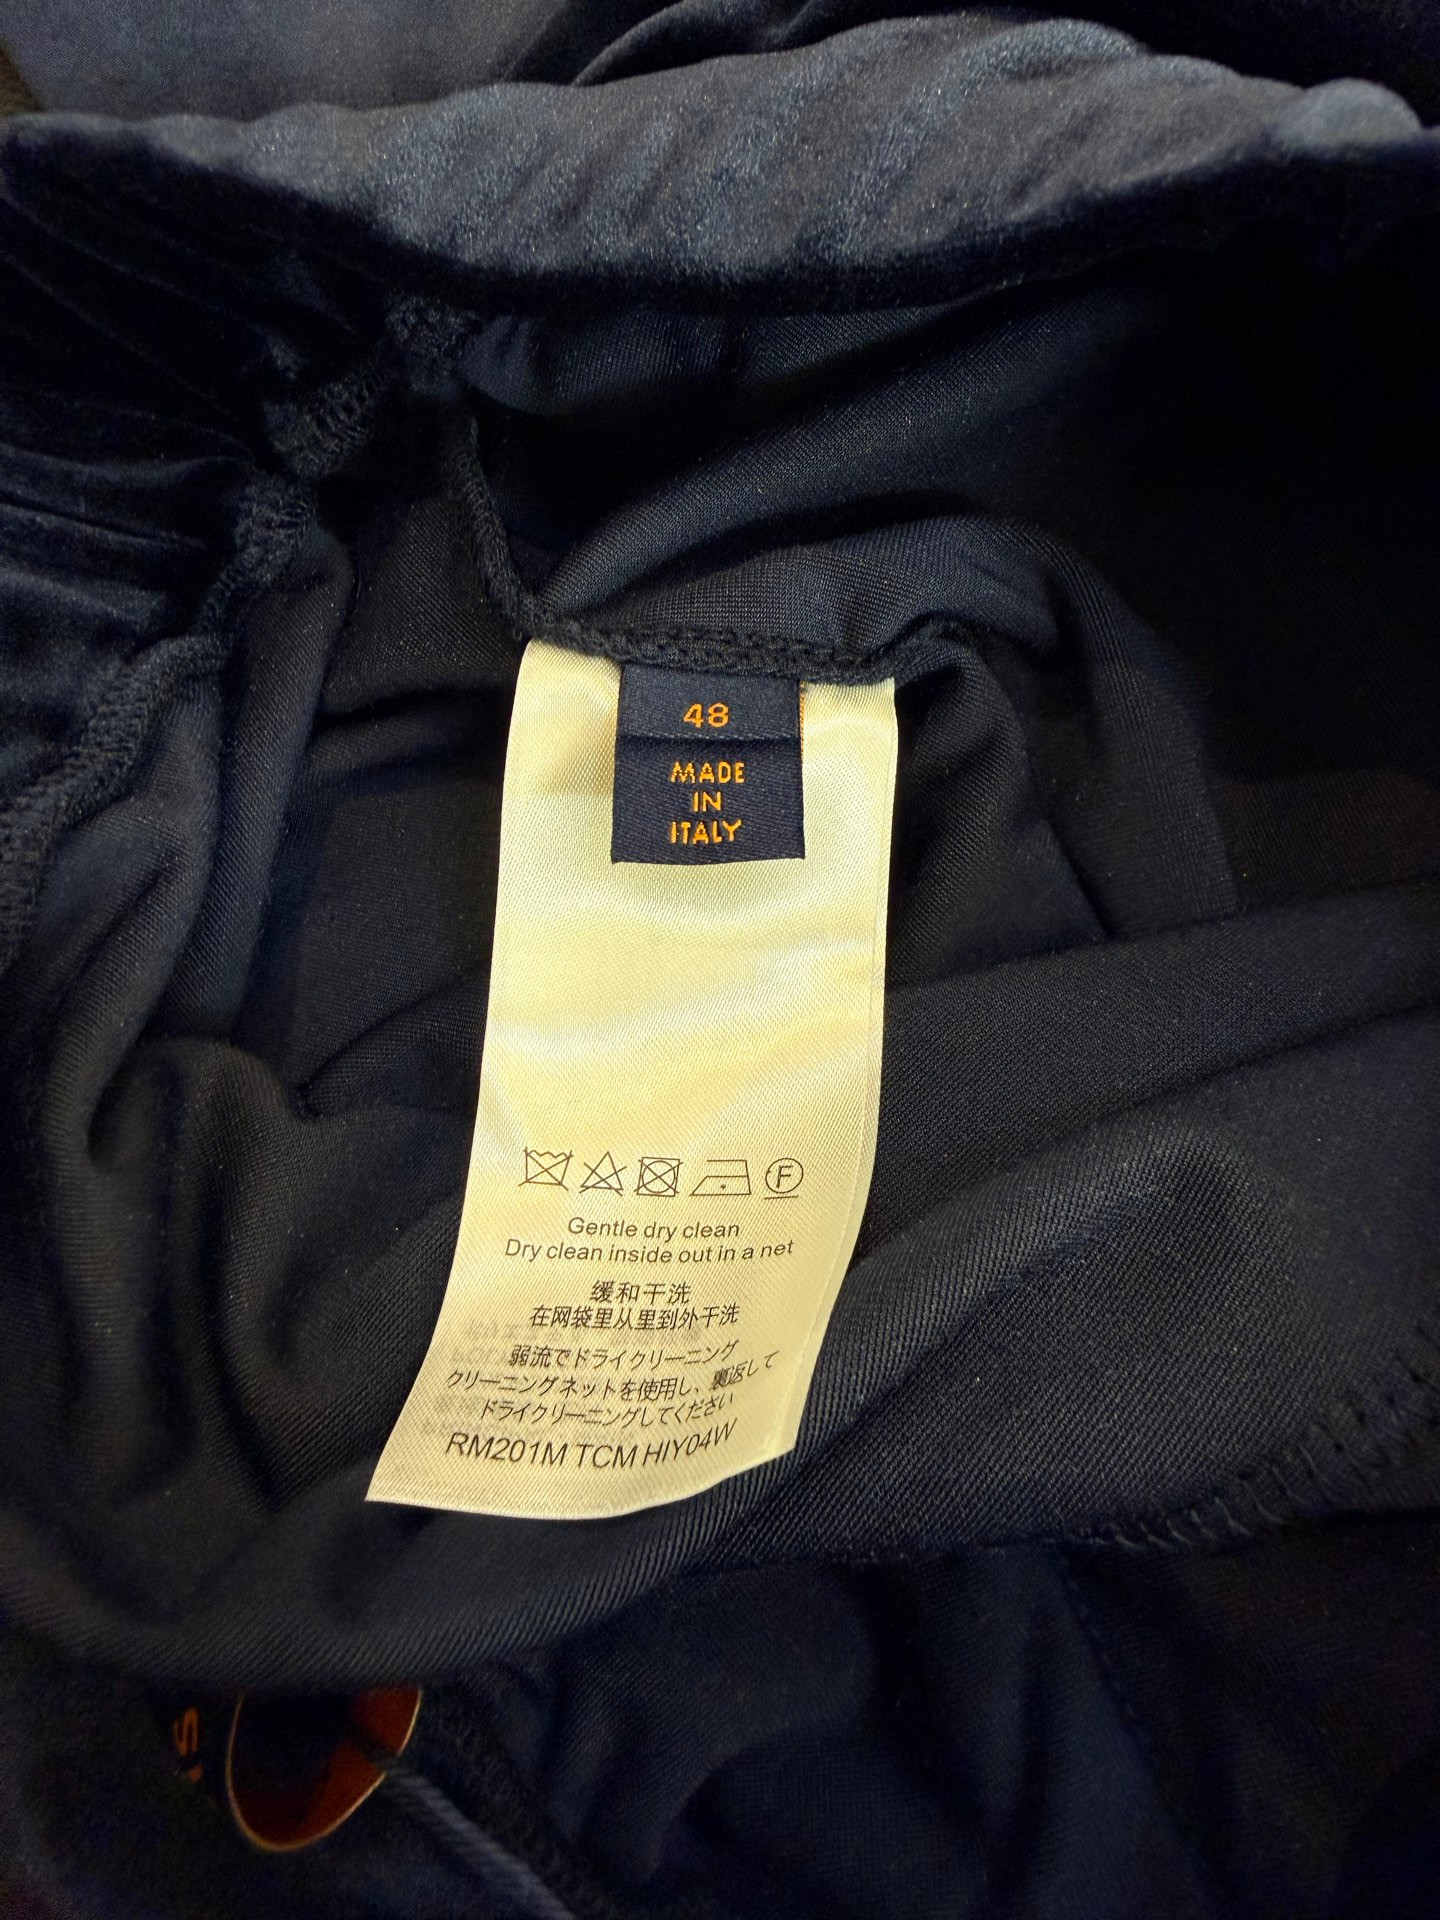 48
MADE
IN
ITALY
F
Gentle dry clean
Dry clean inside out in a net
缓和干洗
在网袋里从里到外干洗
弱流でドライクリーニング
クリーニングネットを使用し、裏返して
ドライクリーニングしてください
RM201M TCM HIY04W